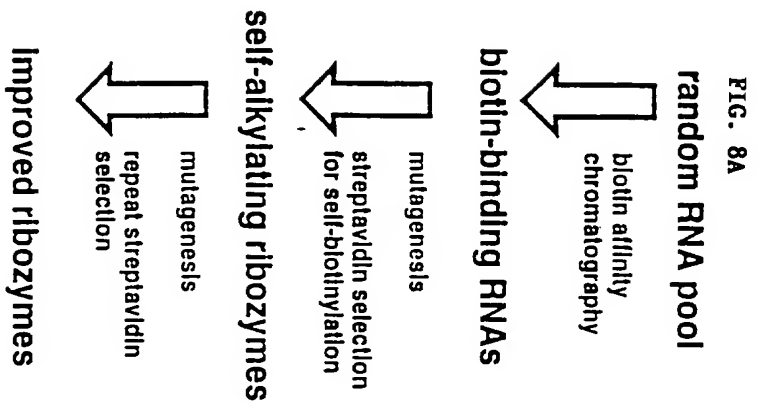 FIG. 8A
random RNA pool
biotin affinity
chromatography
biotin-binding RNAs
mutagenesis
streptavidin selection
for self-biotinylation
self-alkylating ribozymes
mutagenesis
repeat streptavidin
selection
improved ribozymes